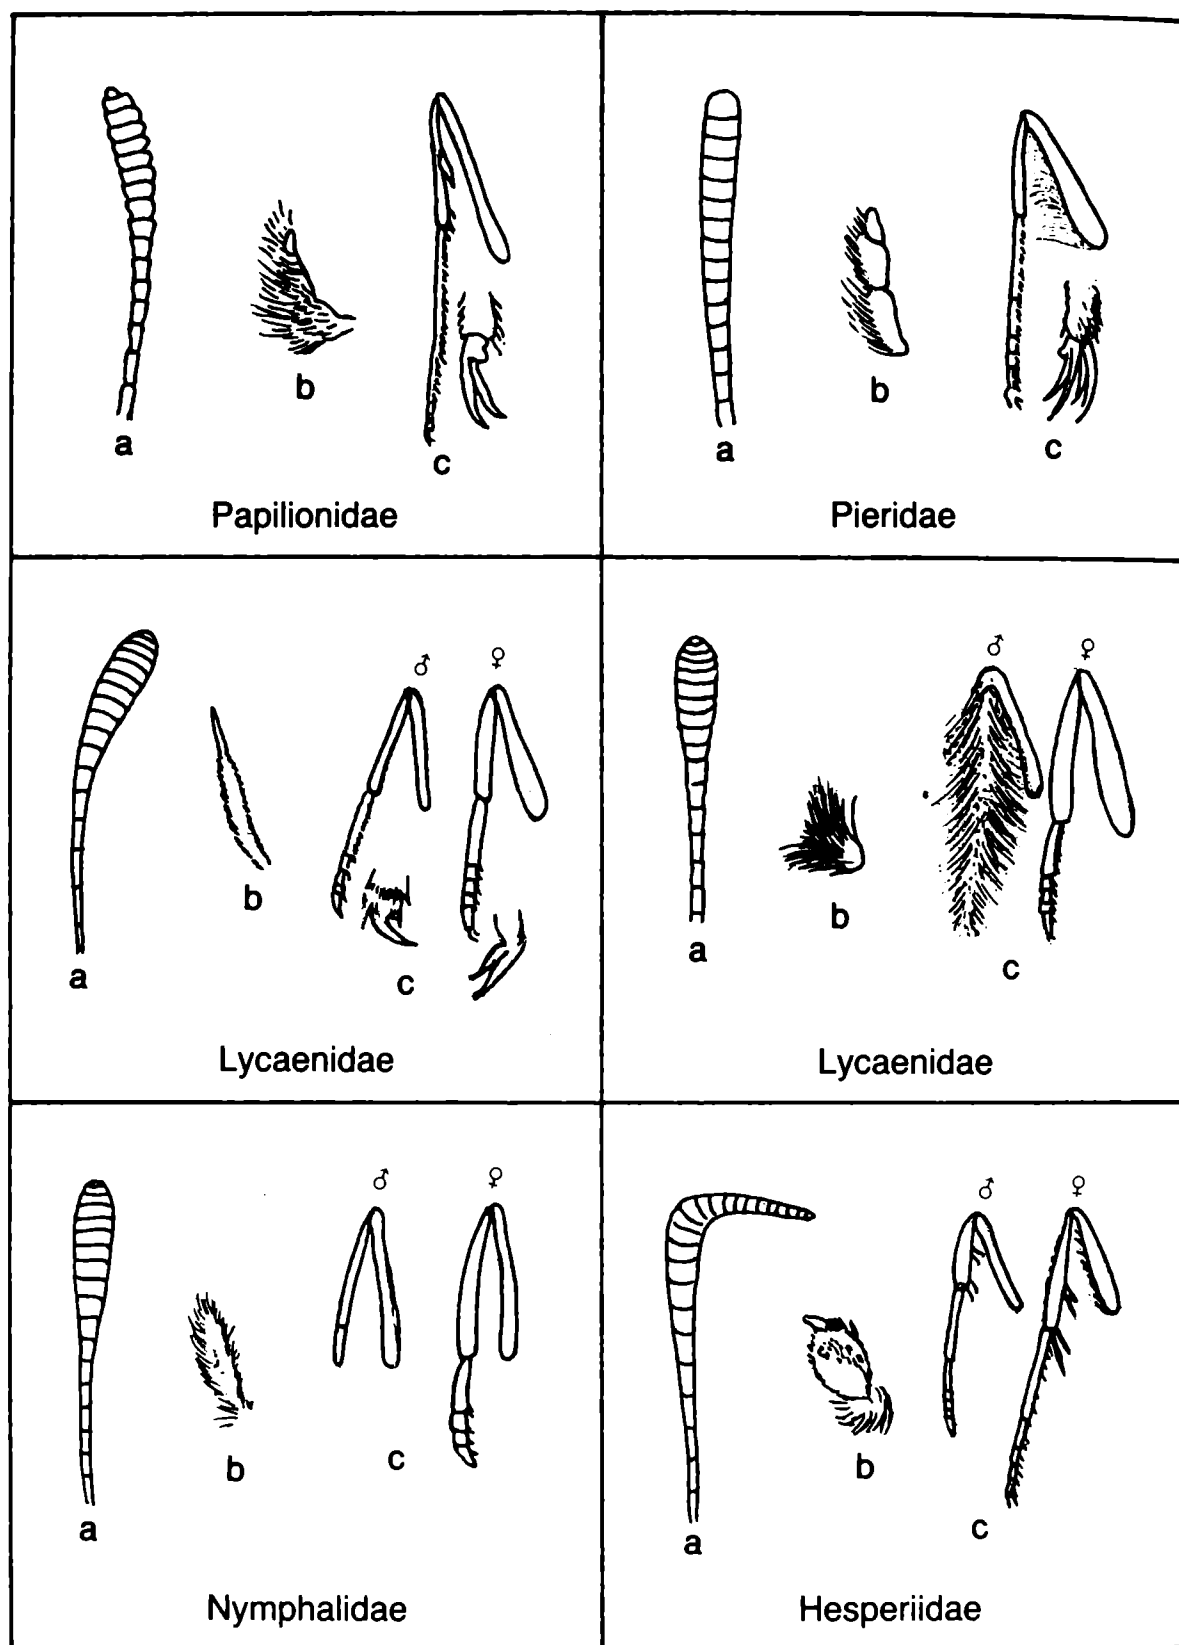 a
b
c
Papilionidae
a
b
c
Pieridae
♂ ♀
a
b
c
Lycaenidae
♂ ♀
a
b
c
Lycaenidae
♂ ♀
a
b
c
Nymphalidae
♂ ♀
a
b
c
Hesperiidae